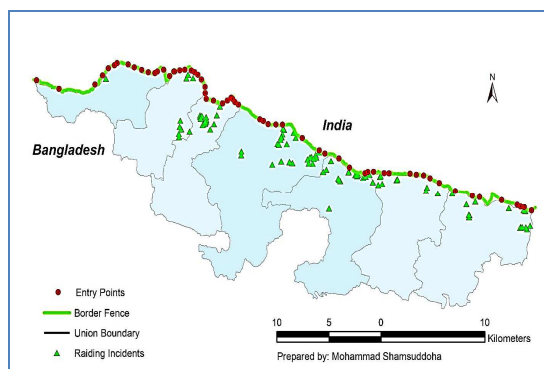 India
N
Bangladesh
Entry Points
Border Fence
Union Boundary
Raiding Incidents
10 5 0 10
Kilometers
Prepared by: Mohammad Shamsuddoha